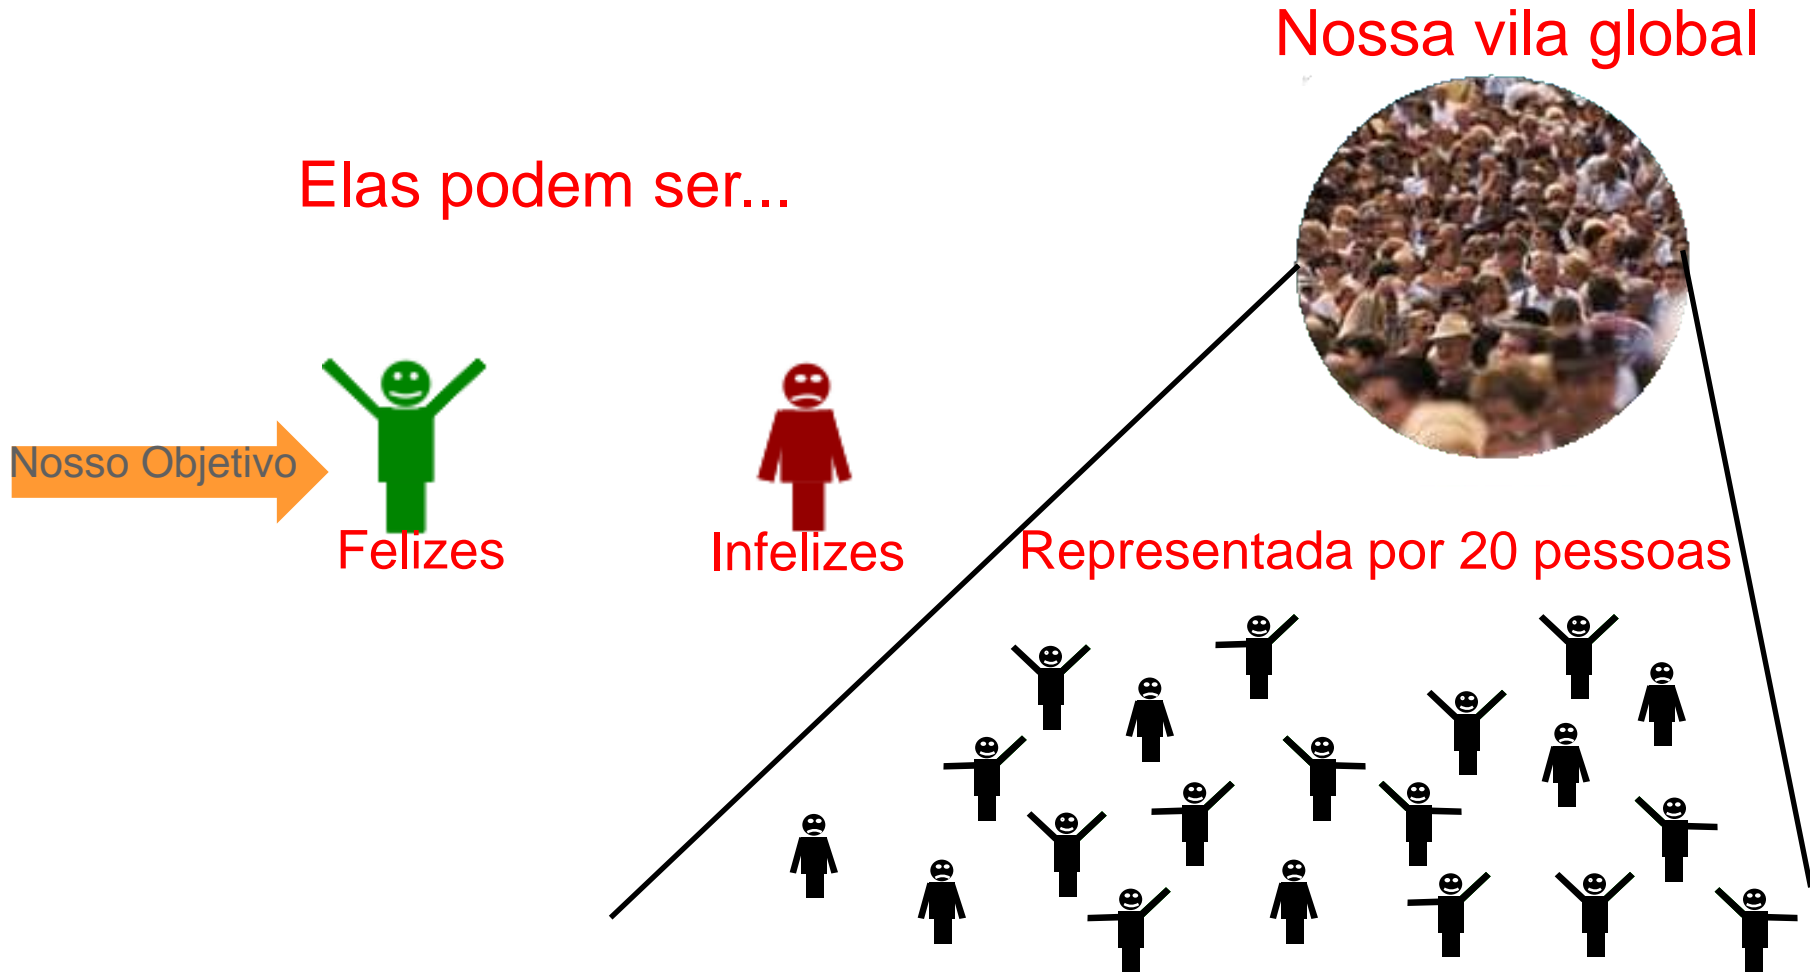 Nossa vila global
Elas podem ser...
Nosso Objetivo
Felizes
Infelizes
Representada por 20 pessoas